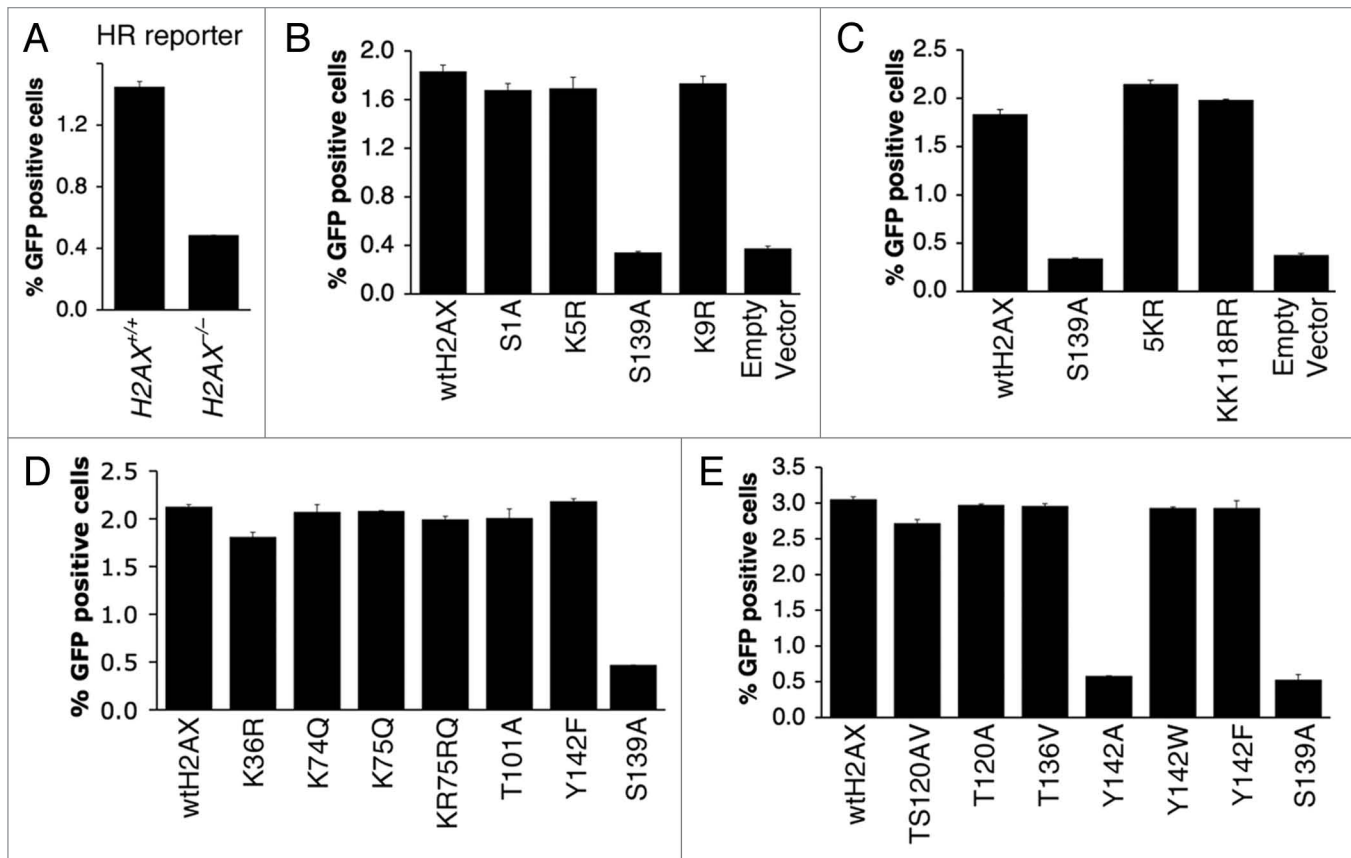 A
HR reporter
% GFP positive cells
1.2
0.8
0.4
0.0
H2AX+/+
H2AX−/−
B
% GFP positive cells
2.0
1.6
1.2
0.8
0.4
0.0
wtH2AX
S1A
K5R
S139A
K9R
Empty
Vector
C
% GFP positive cells
2.5
2.0
1.5
1.0
0.5
0.0
wtH2AX
S139A
5KR
KK118RR
Empty
Vector
D
% GFP positive cells
2.5
2.0
1.5
1.0
0.5
0.0
wtH2AX
K36R
K74Q
K75Q
KR75RQ
T101A
Y142F
S139A
E
% GFP positive cells
3.5
3.0
2.5
2.0
1.5
1.0
0.5
0.0
wtH2AX
TS120AV
T120A
T136V
Y142A
Y142W
Y142F
S139A